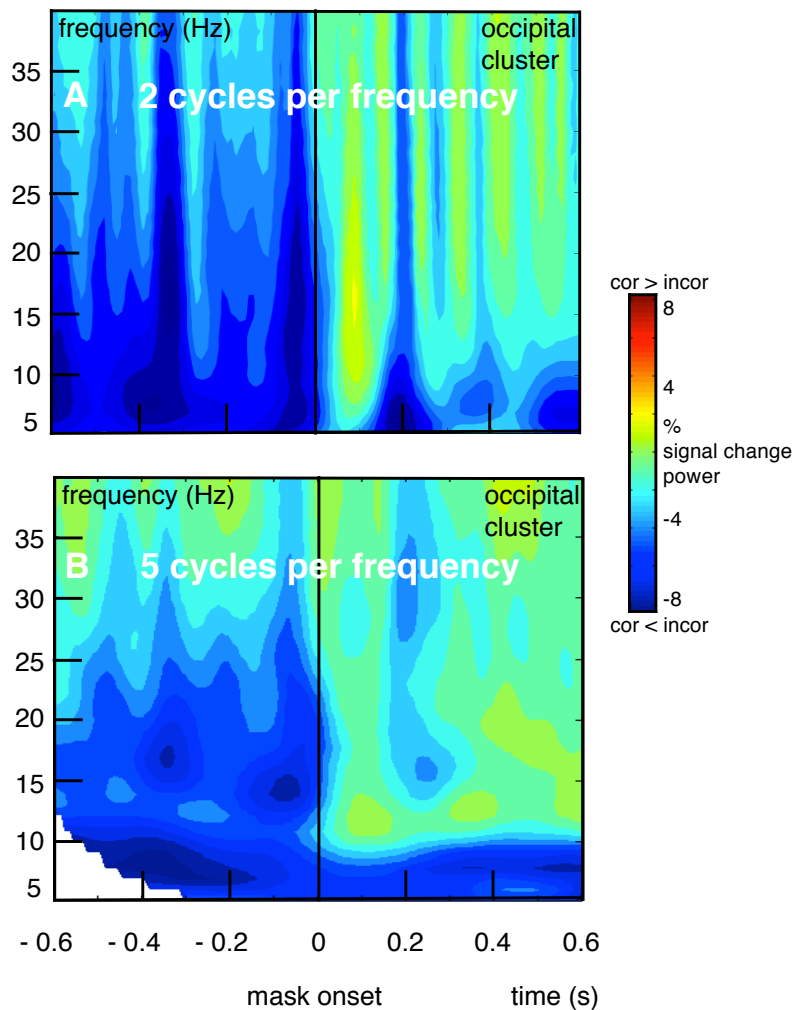 frequency (Hz)
occipital
cluster
A 2 cycles per frequency
35
30
25
20
15
10
5
cor > incor
8
4
%
signal change
power
-4
-8
cor < incor
frequency (Hz)
occipital
cluster
B 5 cycles per frequency
35
30
25
20
15
10
5
- 0.6 - 0.4 - 0.2 0 0.2 0.4 0.6
mask onset time (s)